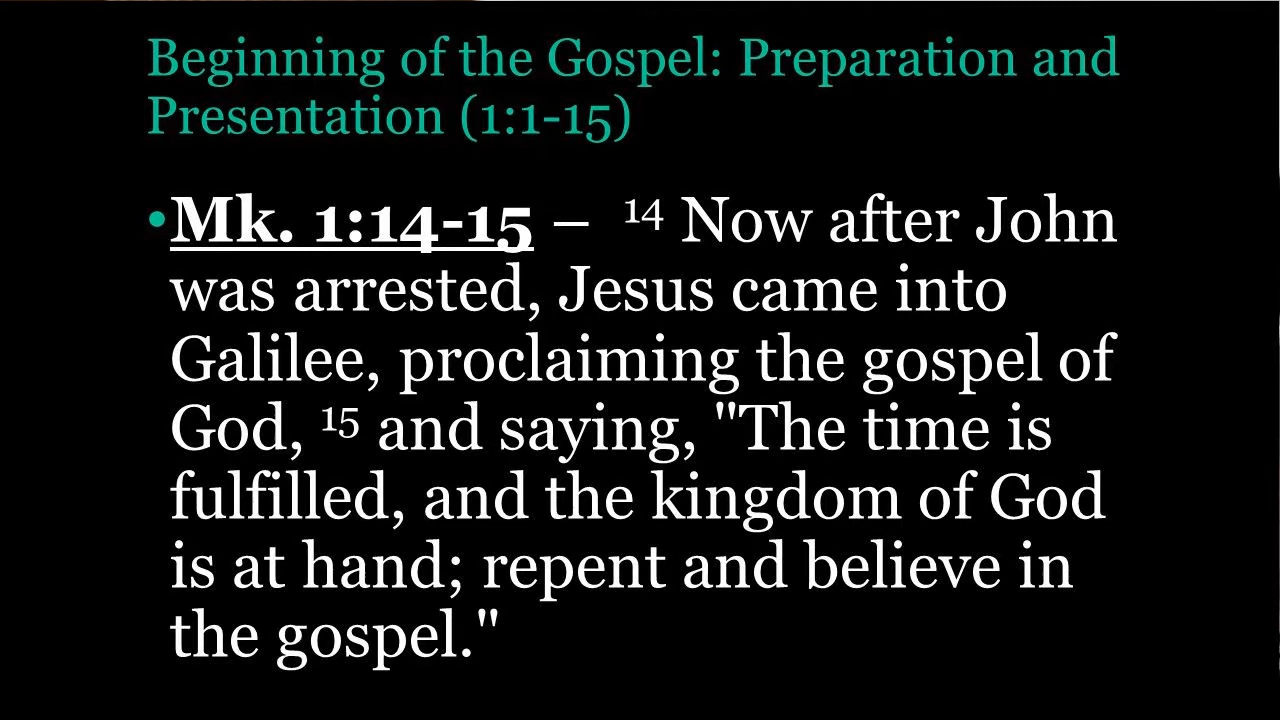 Beginning of the Gospel: Preparation and
Presentation (1:1-15)
•Mk. 1:14-15 – 14 Now after John
was arrested, Jesus came into
Galilee, proclaiming the gospel of
God, 15 and saying, "The time is
fulfilled, and the kingdom of God
is at hand; repent and believe in
the gospel."